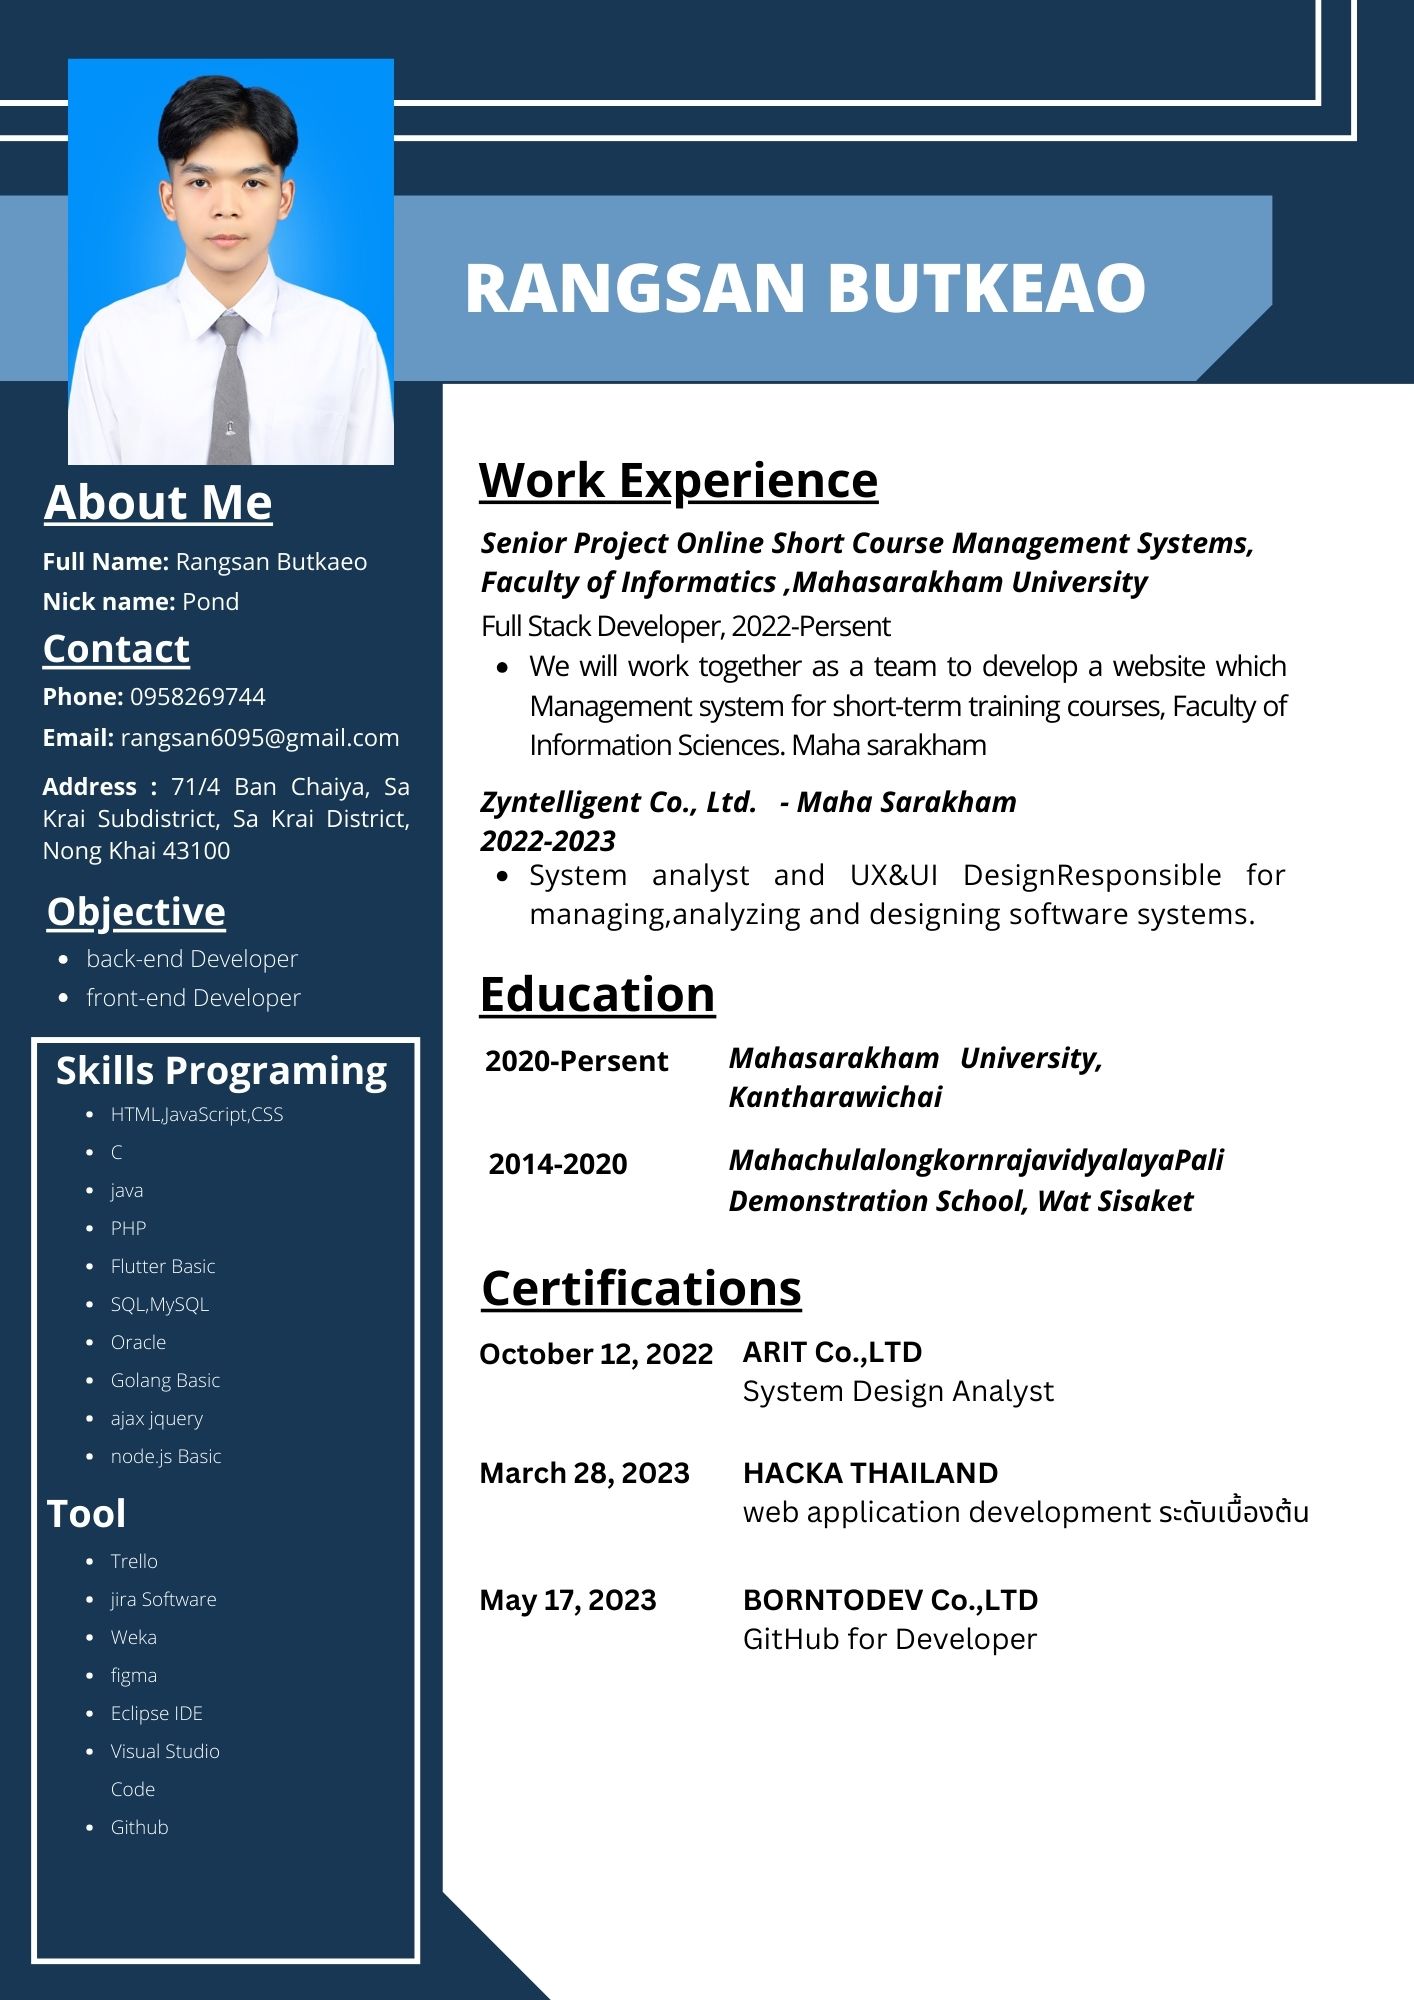 RANGSAN BUTKEAO
About Me
Full Name: Rangsan Butkaeo
Nick name: Pond
Contact
Phone: 0958269744
Email: rangsan6095@gmail.com
Address : 71/4 Ban Chaiya, Sa
Krai Subdistrict, Sa Krai District,
Nong Khai 43100
Objective
• back-end Developer
• front-end Developer
Skills Programing
• HTML,JavaScript,CSS
• C
• java
• PHP
• Flutter Basic
• SQL,MySQL
• Oracle
• Golang Basic
• ajax jquery
• node.js Basic
Tool
• Trello
• jira Software
• Weka
• figma
• Eclipse IDE
• Visual Studio
Code
• Github
Work Experience
Senior Project Online Short Course Management Systems,
Faculty of Informatics ,Mahasarakham University
Full Stack Developer, 2022-Persent
• We will work together as a team to develop a website which
Management system for short-term training courses, Faculty of
Information Sciences. Maha sarakham
Zyntelligent Co., Ltd. - Maha Sarakham
2022-2023
• System analyst and UX&UI DesignResponsible for
managing,analyzing and designing software systems.
Education
2020-Persent Mahasarakham University,
Kantharawichai
2014-2020 MahachulalongkornrajavidyalayaPali
Demonstration School, Wat Sisaket
Certifications
October 12, 2022 ARIT Co.,LTD
System Design Analyst
March 28, 2023 HACKA THAILAND
web application development ระดับเบื้องต้น
May 17, 2023 BORNTODEV Co.,LTD
GitHub for Developer